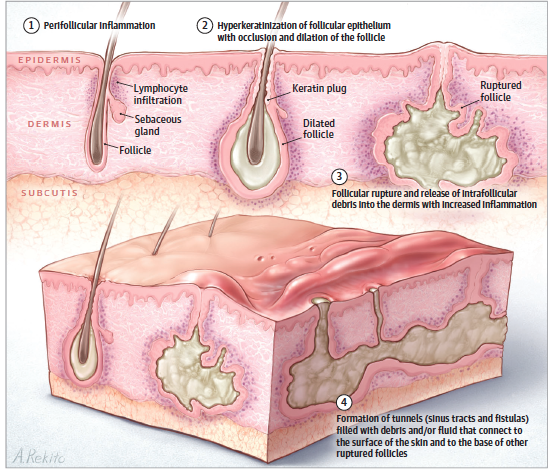 1 Perifollicular inflammation
2 Hyperkeratinization of follicular epithelium
with occlusion and dilation of the follicle
EPIDERMIS
DERMIS
SUBCUTIS
Lymphocyte
infiltration
Sebaceous
gland
Follicle
Keratin plug
Dilated
follicle
Ruptured
follicle
3
Follicular rupture and release of intrafollicular
debris into the dermis with increased inflammation
4
Formation of tunnels (sinus tracts and fistulas)
filled with debris and/or fluid that connect to
the surface of the skin and to the base of other
ruptured follicles
A. Rekito